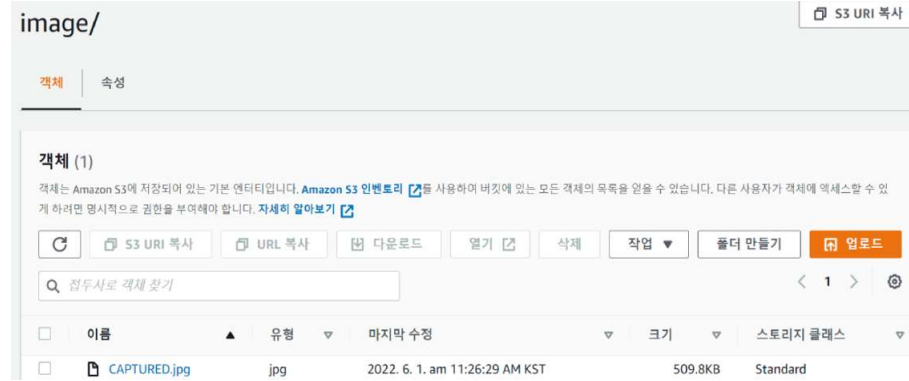 image/
S3 URI 복사
객체
속성
객체 (1)
객체는 Amazon S3에 저장되어 있는 기본 엔터티입니다. Amazon S3 인벤토리 를 사용하여 버킷에 있는 모든 객체의 목록을 얻을 수 있습니다. 다른 사용자가 객체에 액세스할 수 있
게 하려면 명시적으로 권한을 부여해야 합니다. 자세히 알아보기
S3 URI 복사 URL 복사 다운로드 열기 삭제 작업 폴더 만들기 업로드
접두사로 객체 찾기
1
이름 유형 마지막 수정 크기 스토리지 클래스
CAPTURED.jpg jpg 2022. 6. 1. am 11:26:29 AM KST 509.8KB Standard